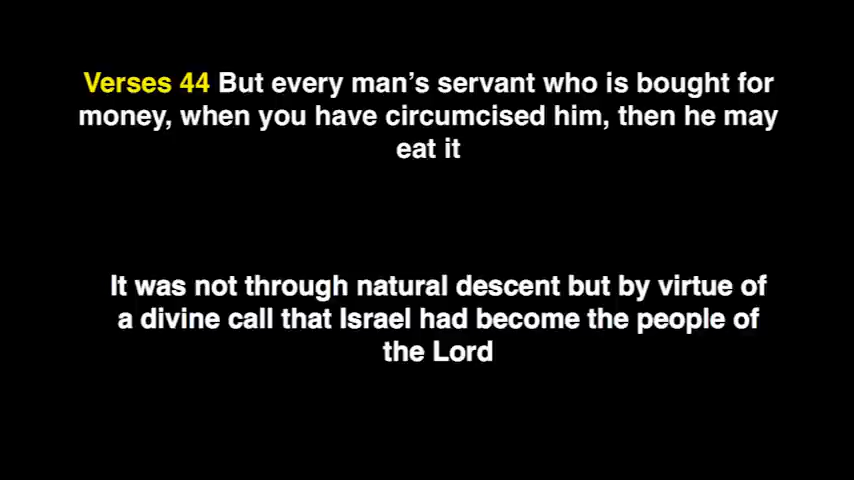 Verses 44 But every man’s servant who is bought for
money, when you have circumcised him, then he may
eat it
It was not through natural descent but by virtue of
a divine call that Israel had become the people of
the Lord